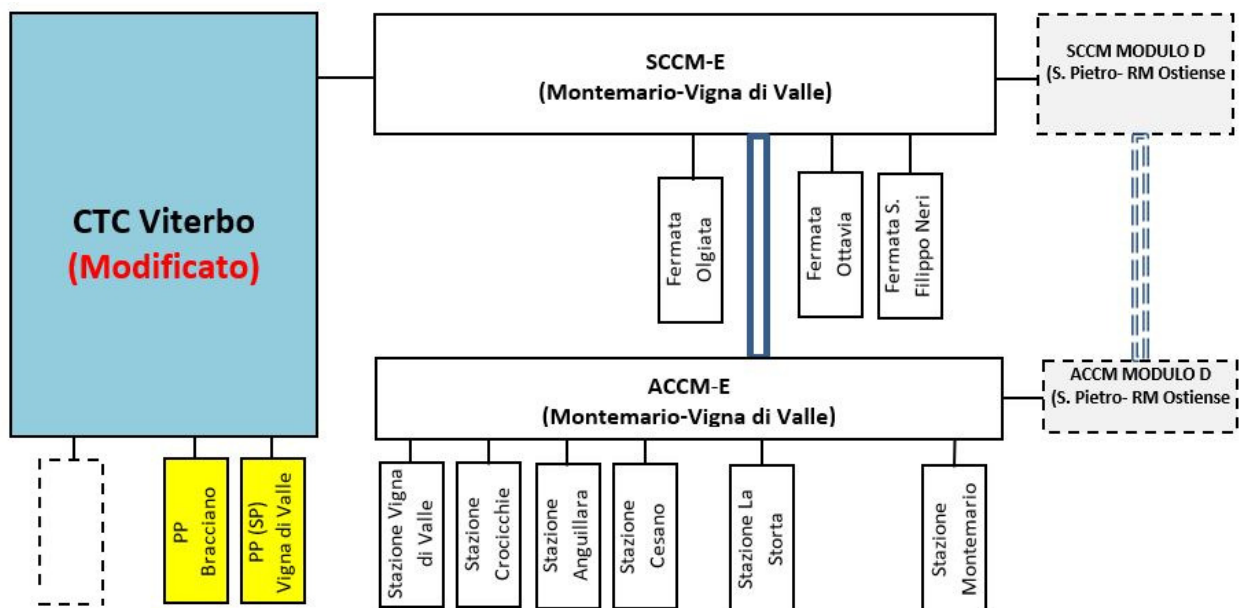 CTC Viterbo
(Modificato)
SCCM-E
(Montemario-Vigna di Valle)
SCCM MODULO D
(S. Pietro- RM Ostiense
Fermata
Olgiata
Fermata
Ottavia
Fermata S.
Filippo Neri
ACCM-E
(Montemario-Vigna di Valle)
ACCM MODULO D
(S. Pietro- RM Ostiense
PP
Bracciano
PP (SP)
Vigna di Valle
Stazione Vigna
di Valle
Stazione
Crocicchie
Stazione
Anguillara
Stazione
Cesano
Stazione La
Storta
Stazione
Montemario